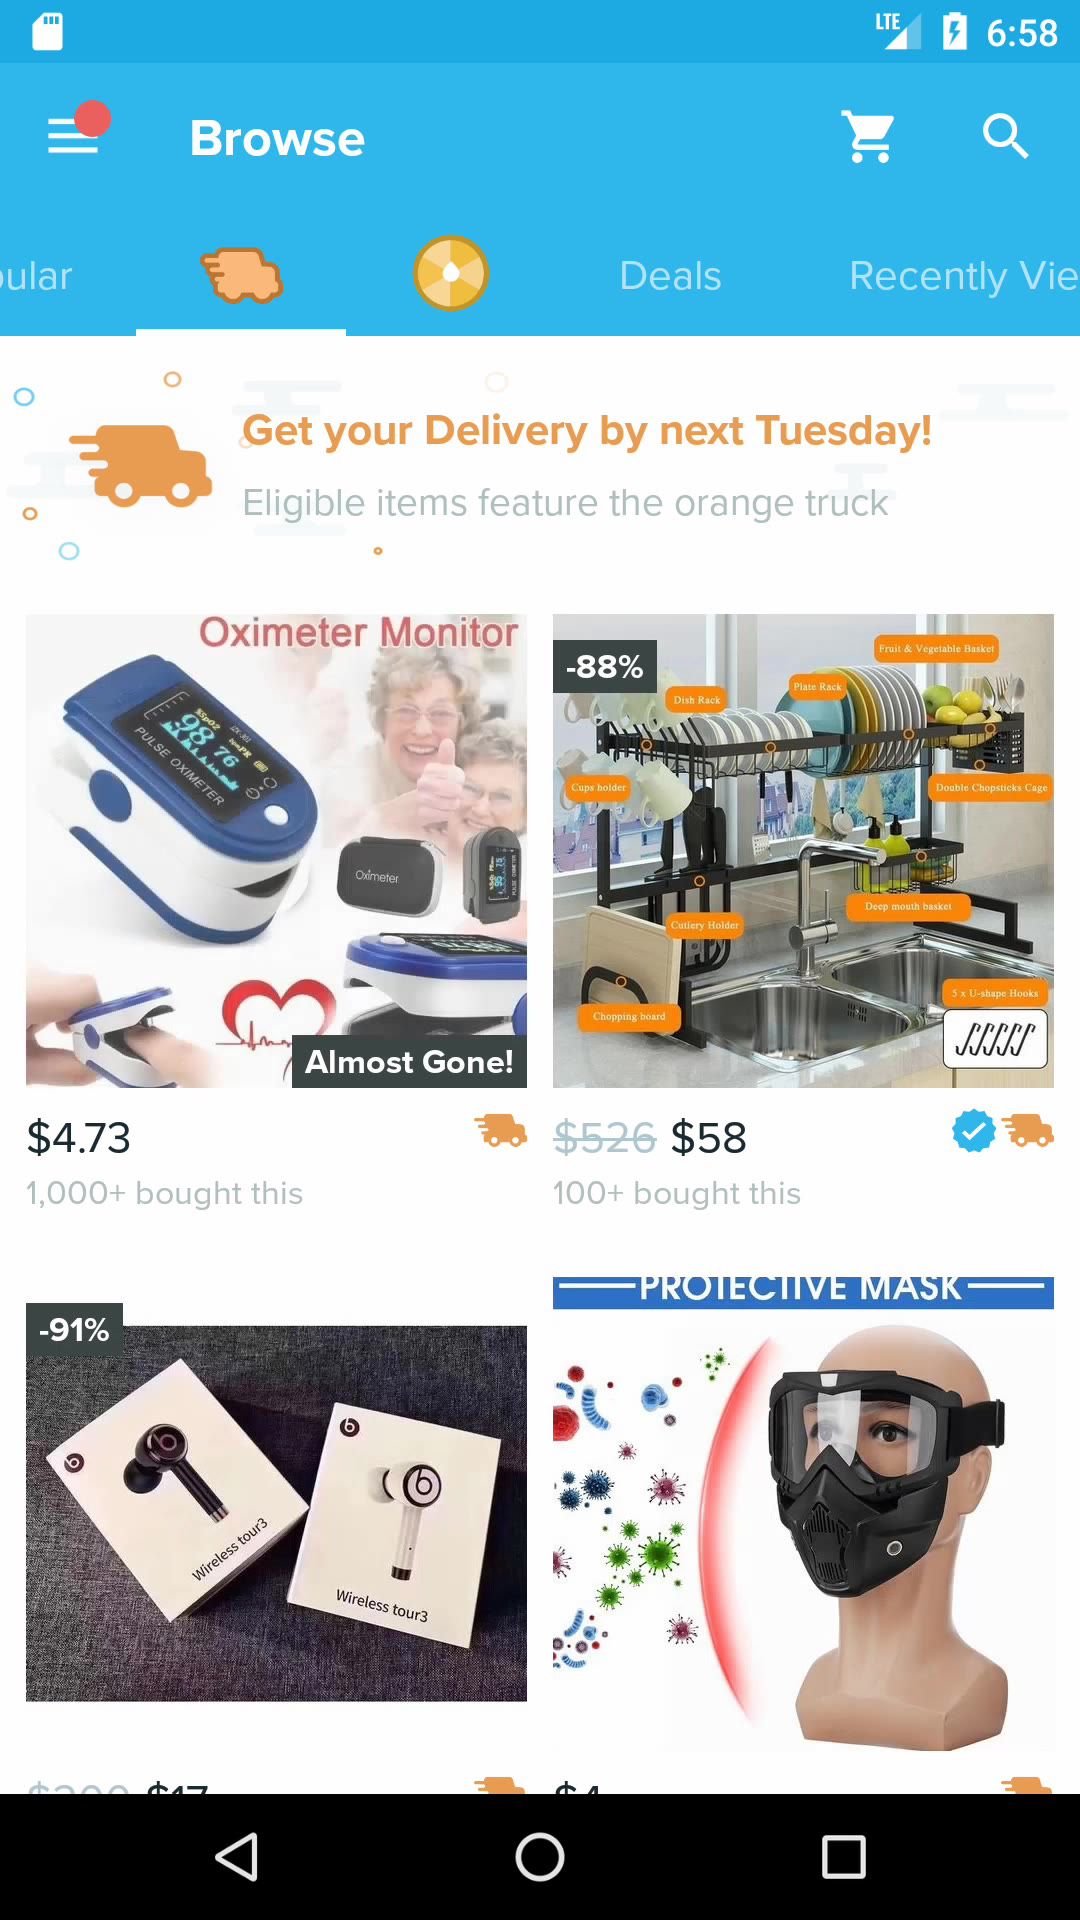 LTE 6:58
Browse
pular Deals Recently Vie
Get your Delivery by next Tuesday!
Eligible items feature the orange truck
Oximeter Monitor
%SpO2
98 76
PULSE OXIMETER
Oximeter
Almost Gone!
-88%
Fruit & Vegetable Basket
Plate Rack
Dish Rack
Cups holder
Double Chopsticks Cage
Deep mouth basket
Cutlery Holder
5 x U-shape Hooks
Chopping board
$4.73
1,000+ bought this
$526 $58
100+ bought this
-91%
Wireless tour3
Wireless tour3
PROTECTIVE MASK
$17
$4